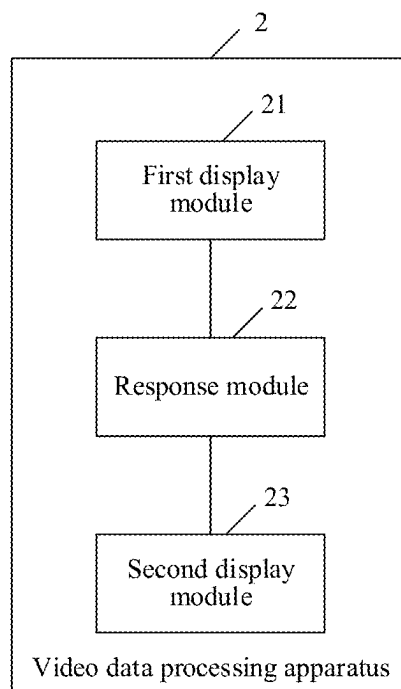 2
21
First display
module
22
Response module
23
Second display
module
Video data processing apparatus